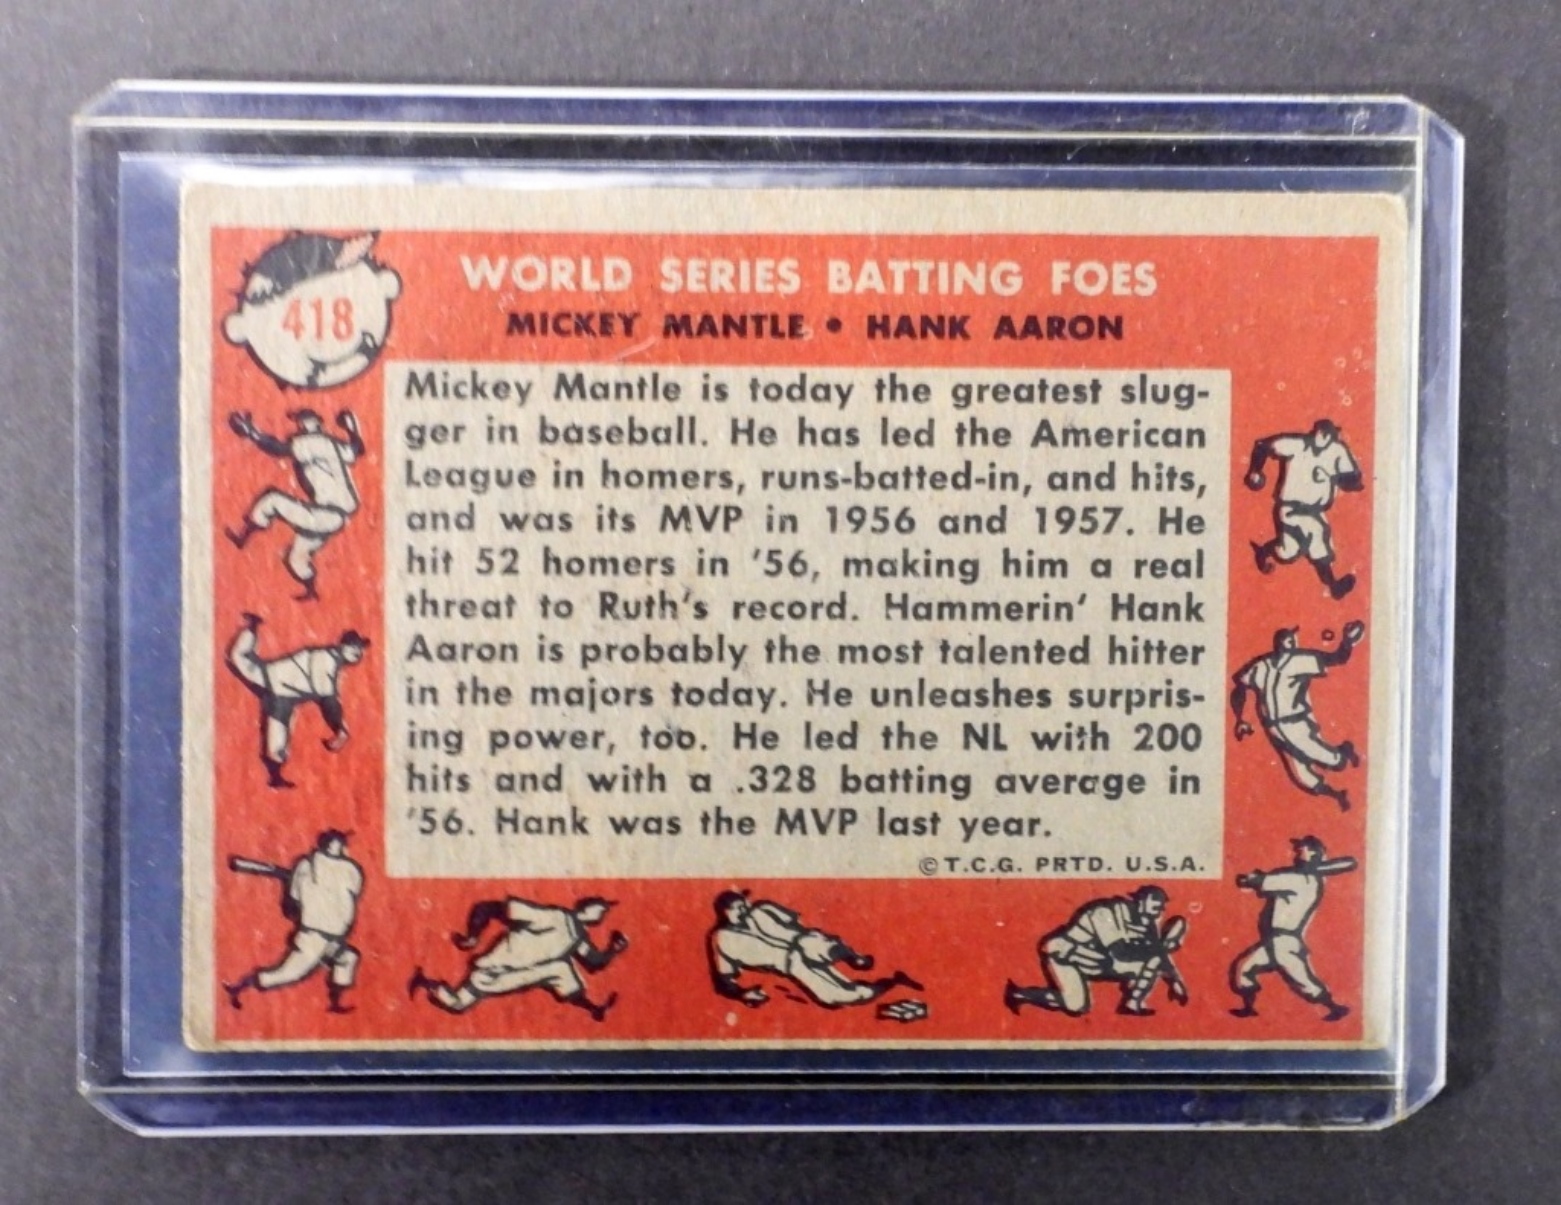 418
WORLD SERIES BATTING FOES
MICKEY MANTLE • HANK AARON
Mickey Mantle is today the greatest slug-
ger in baseball. He has led the American
League in homers, runs-batted-in, and hits,
and was its MVP in 1956 and 1957. He
hit 52 homers in '56, making him a real
threat to Ruth's record. Hammerin' Hank
Aaron is probably the most talented hitter
in the majors today. He unleashes surpris-
ing power, too. He led the NL with 200
hits and with a .328 batting average in
'56. Hank was the MVP last year.
© T.C.G. PRTD. U.S.A.